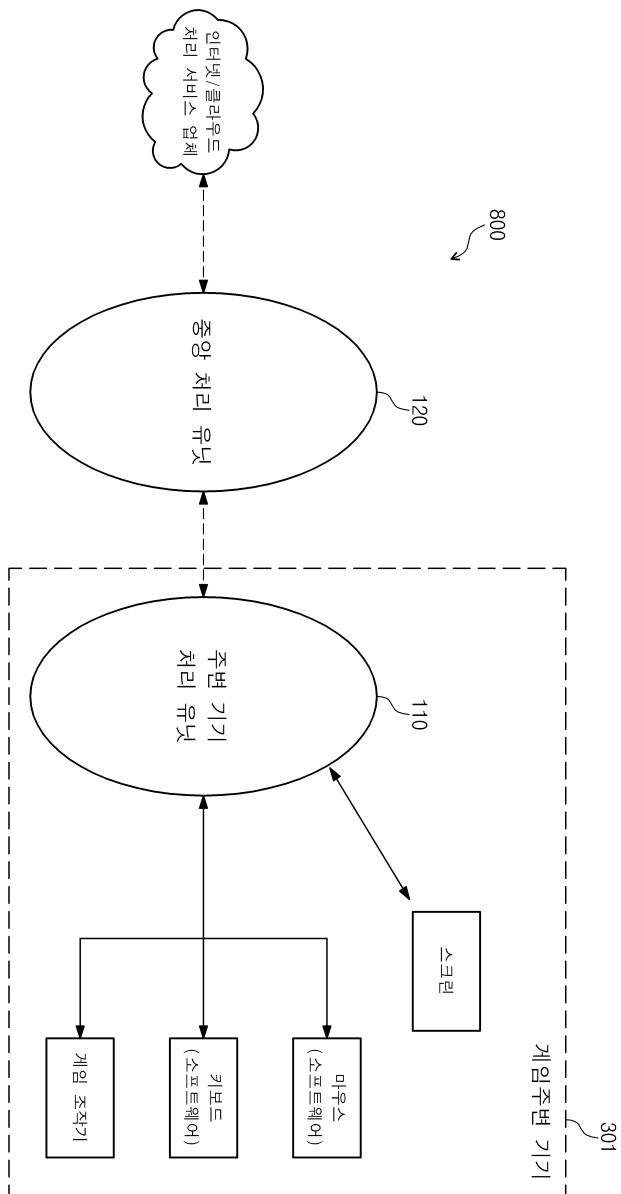 800
인터넷/클라우드
처리 서비스 업체
120
중앙 처리 유닛
110
주변 기기
처리 유닛
301
게임주변 기기
스크린
마우스
(소프트웨어)
키보드
(소프트웨어)
게임 조작기